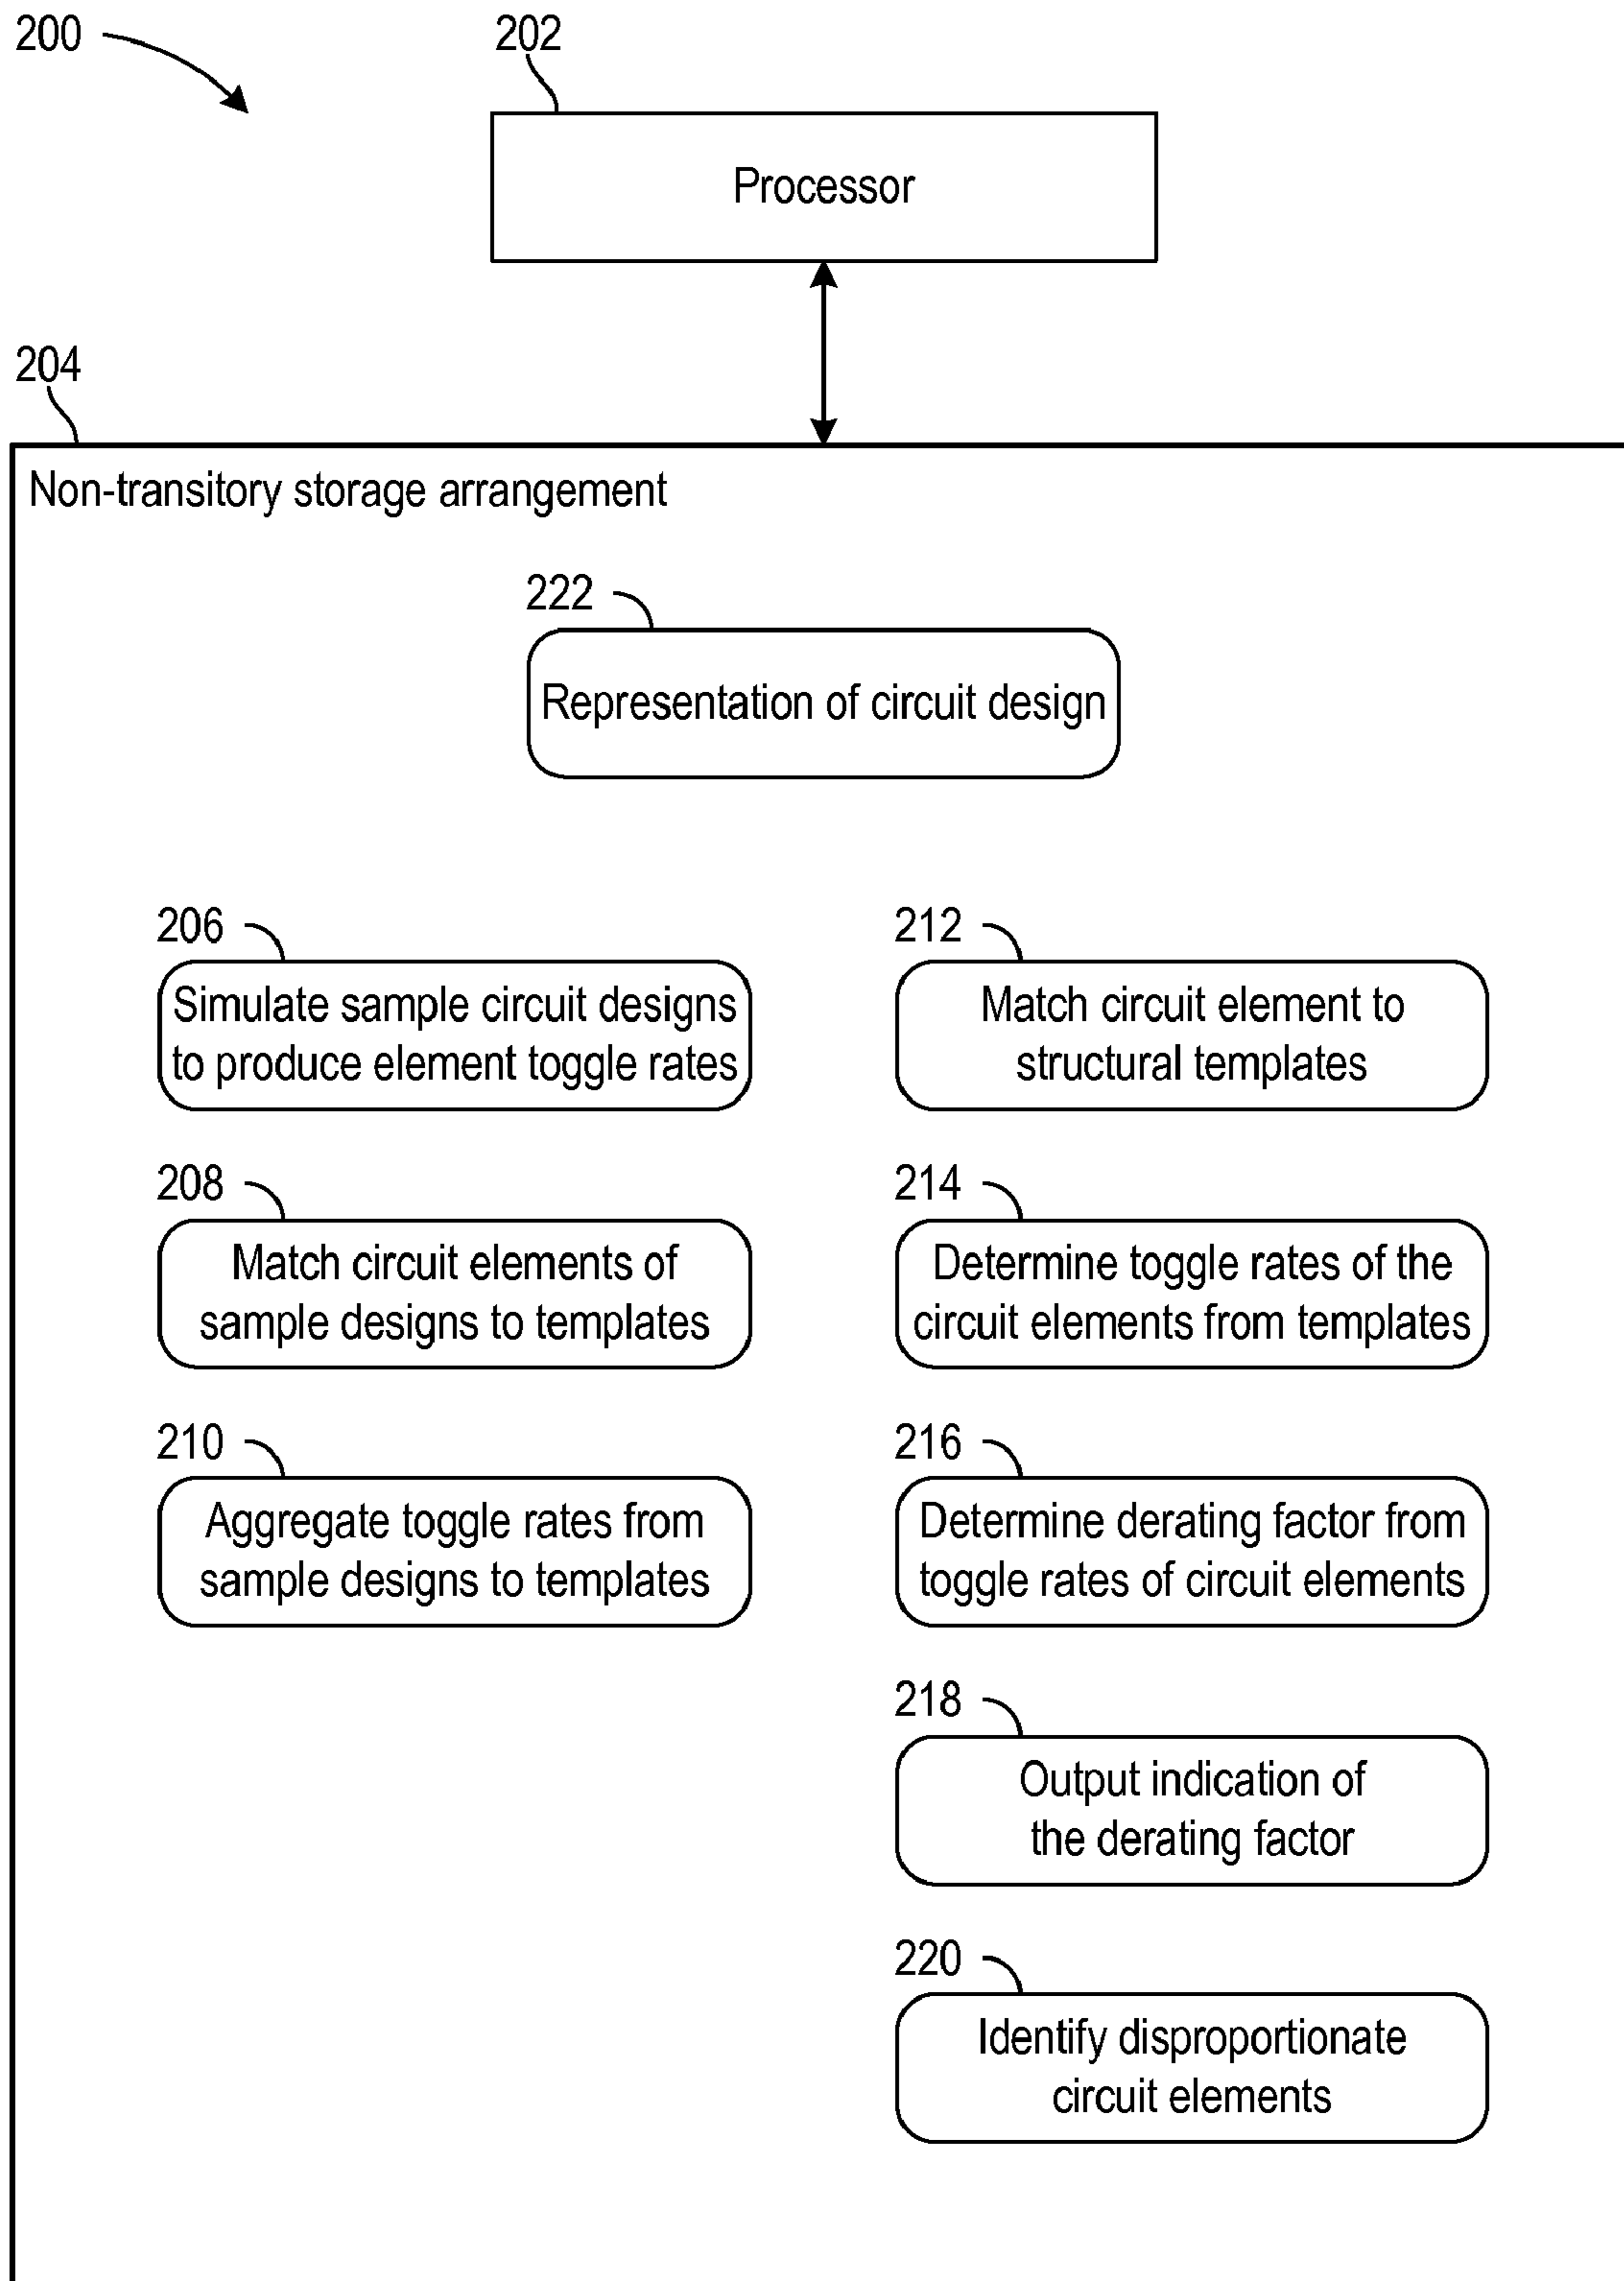 200
202
Processor
204
Non-transitory storage arrangement
222
Representation of circuit design
206
Simulate sample circuit designs
to produce element toggle rates
212
Match circuit element to
structural templates
208
Match circuit elements of
sample designs to templates
214
Determine toggle rates of the
circuit elements from templates
210
Aggregate toggle rates from
sample designs to templates
216
Determine derating factor from
toggle rates of circuit elements
218
Output indication of
the derating factor
220
Identify disproportionate
circuit elements